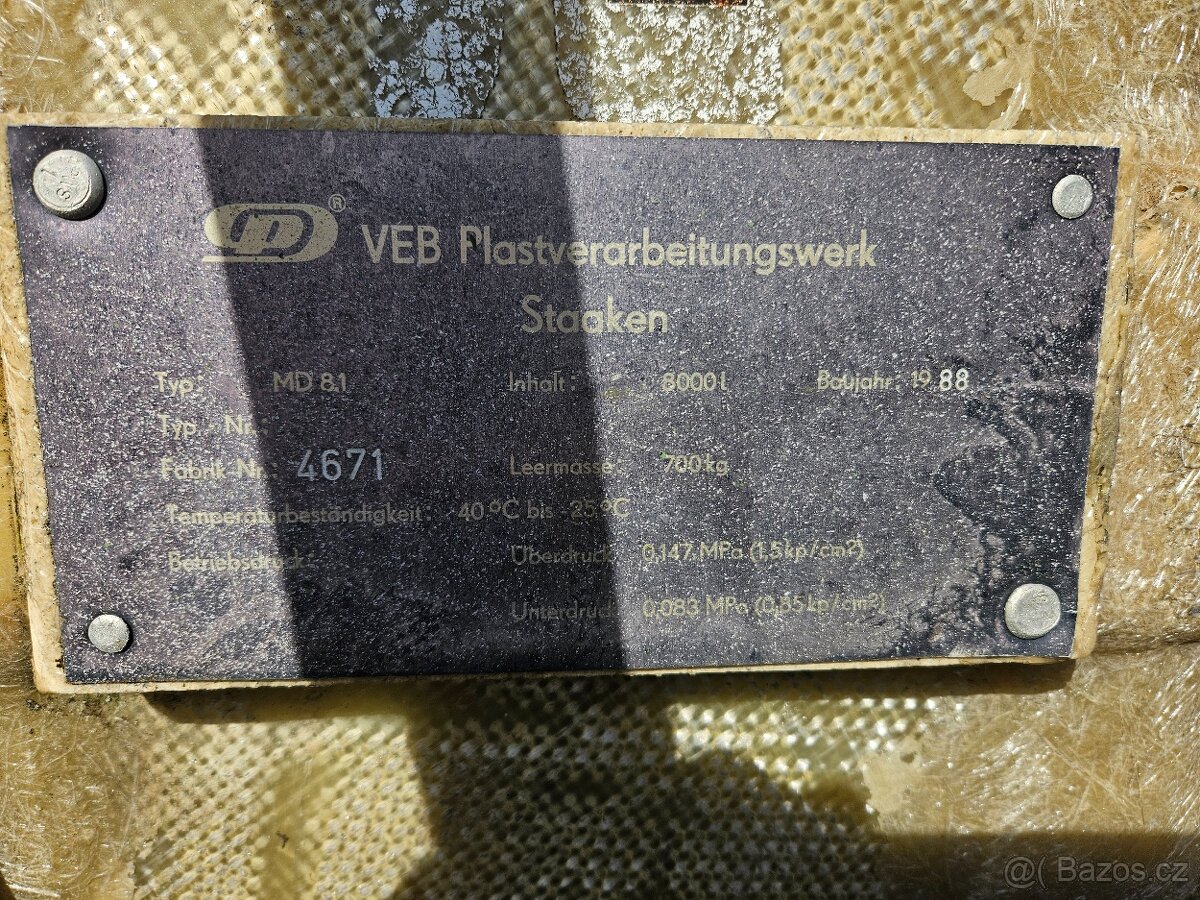 ® VEB Plastverarbeitungswerk
Staaken
Typ: MD 8.1 Inhalt: 8000 l Baujahr: 1988
Typ Nr.:
Fabrik Nr.: 4671 Leermasse: 700 kg
Temperaturbeständigkeit: 40 °C bis -25 °C
Betriebsdruck: Überdruck: 0,147 MPa (1,5 kp/cm²)
Unterdruck: 0,083 MPa (0,85 kp/cm²)
@( Bazos.cz